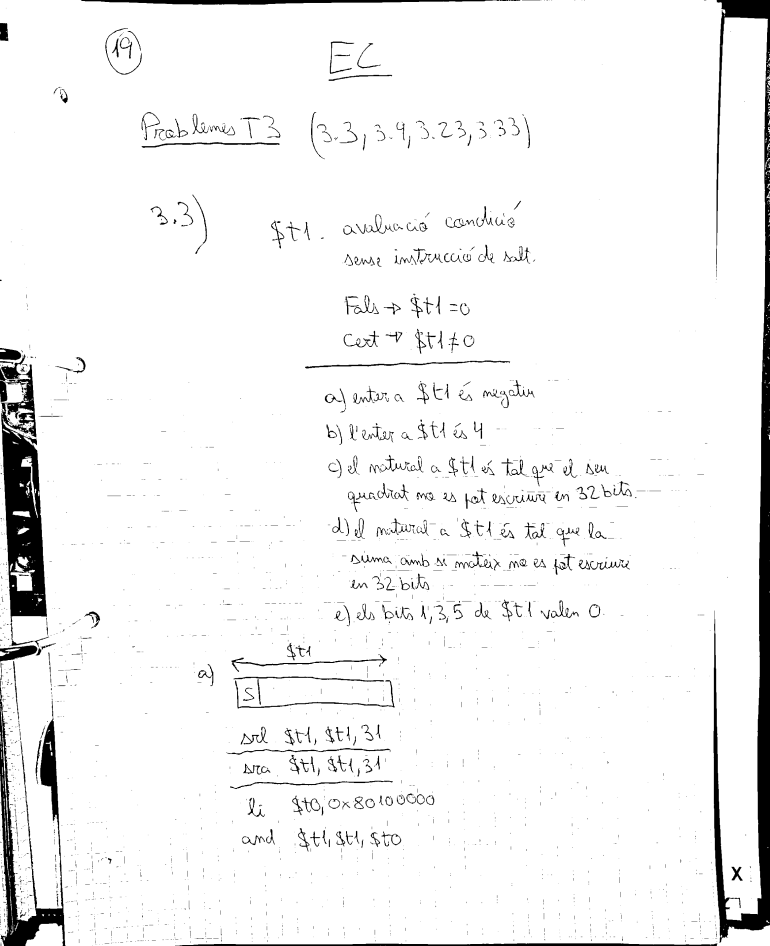 19
EC
Problemes T3 (3.3, 3.9, 3.23, 3.33)
3.3)
$t1. avaluació condició
sense instrucció de salt.
Fals → $t1 = 0
Cert → $t1 ≠ 0
a) enter a $t1 és negatiu
b) l'enter a $t1 és 4
c) el natural a $t1 és tal que el seu
quadrat no es pot escriure en 32 bits.
d) el natural a $t1 és tal que la
suma amb si mateix no es pot escriure
en 32 bits
e) els bits 1, 3, 5 de $t1 valen 0
$t1
a)
S
srl $t1, $t1, 31
sra $t1, $t1, 31
li $t0, 0x80100000
and $t1, $t1, $t0
X